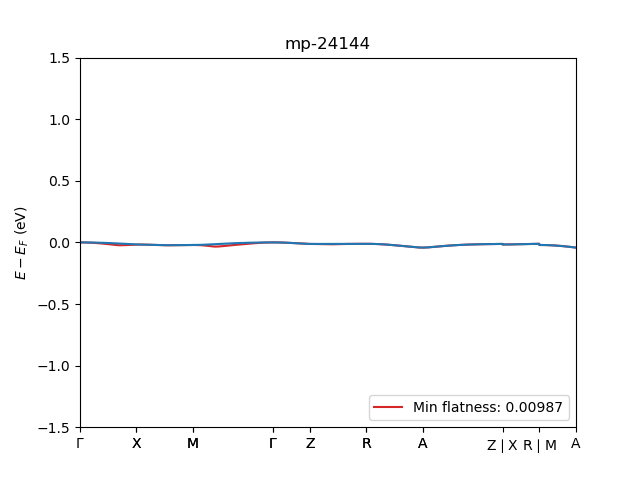 mp-24144
1.5
1.0
0.5
0.0
−0.5
−1.0
−1.5
E − E_F (eV)
Min flatness: 0.00987
Γ X M Γ Z R A Z | X R | M A